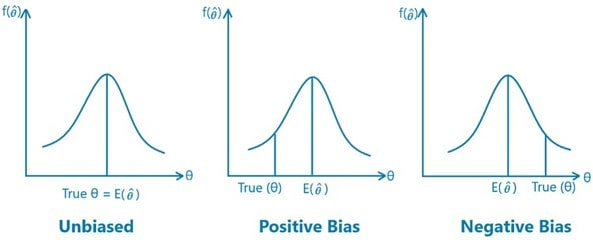 f(θ̂)
θ
True θ = E(θ̂)
Unbiased
f(θ̂)
θ
True (θ) E(θ̂)
Positive Bias
f(θ̂)
θ
E(θ̂) True (θ)
Negative Bias